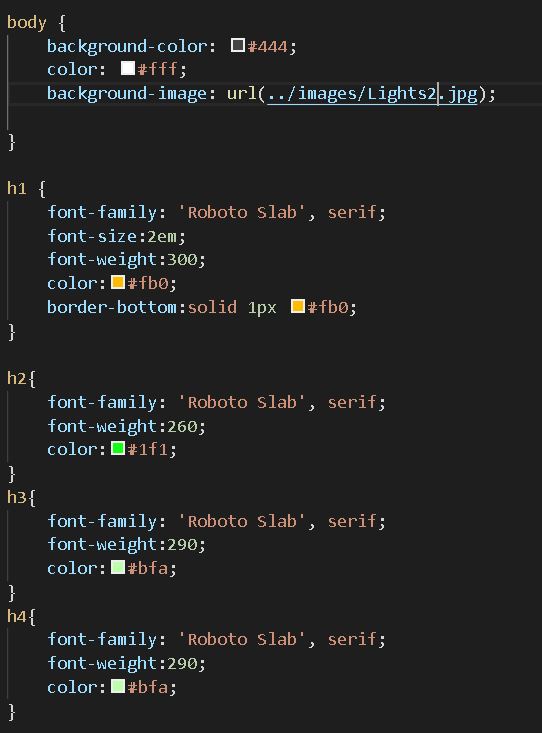 body {
    background-color: #444;
    color: #fff;
    background-image: url(../images/Lights2.jpg);
}
h1 {
    font-family: 'Roboto Slab', serif;
    font-size:2em;
    font-weight:300;
    color:#fb0;
    border-bottom:solid 1px #fb0;
}
h2{
    font-family: 'Roboto Slab', serif;
    font-weight:260;
    color:#1f1;
}
h3{
    font-family: 'Roboto Slab', serif;
    font-weight:290;
    color:#bfa;
}
h4{
    font-family: 'Roboto Slab', serif;
    font-weight:290;
    color:#bfa;
}